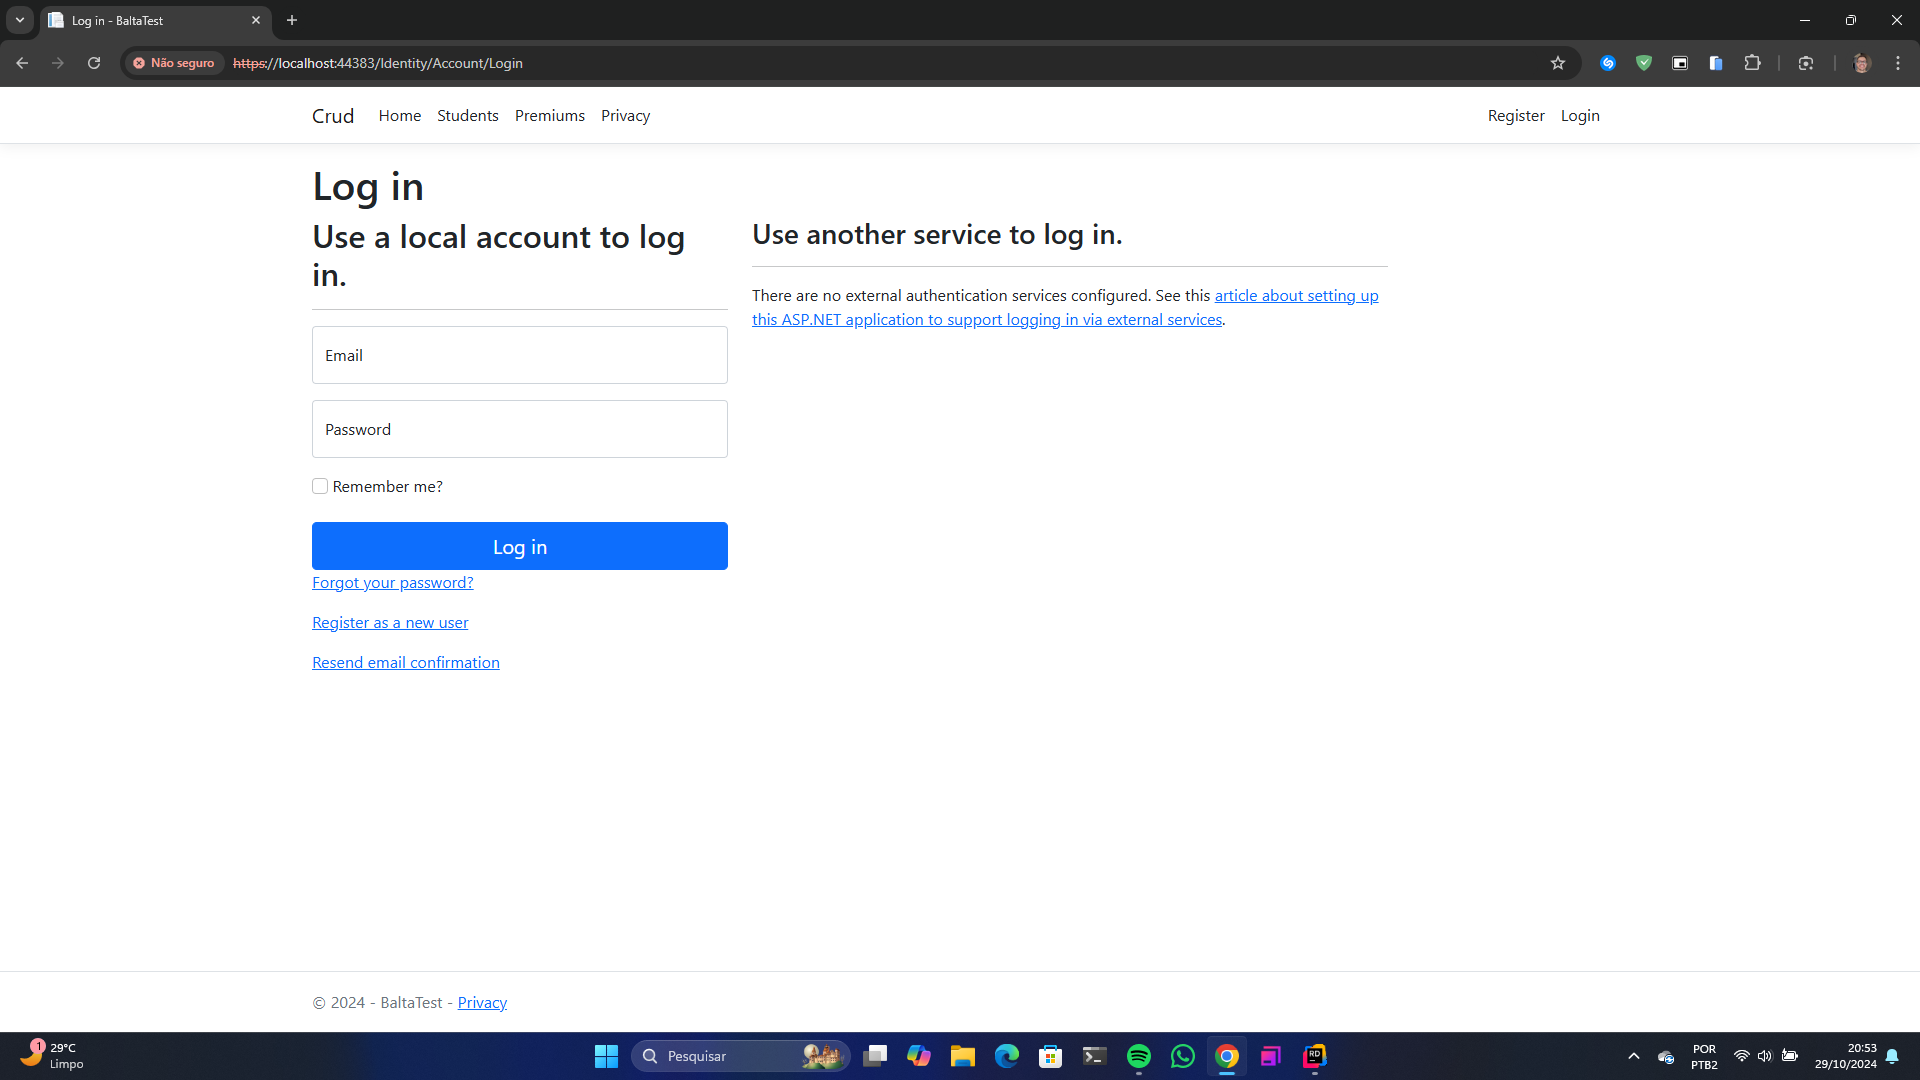 Log in - BaltaTest
Não seguro https://localhost:44383/Identity/Account/Login
Crud Home Students Premiums Privacy Register Login
Log in
Use a local account to log
in.
Use another service to log in.
There are no external authentication services configured. See this article about setting up
this ASP.NET application to support logging in via external services.
Email
Password
Remember me?
Log in
Forgot your password?
Register as a new user
Resend email confirmation
© 2024 - BaltaTest - Privacy
1
29°C
Limpo
Pesquisar
RD
POR
PTB2
20:53
29/10/2024